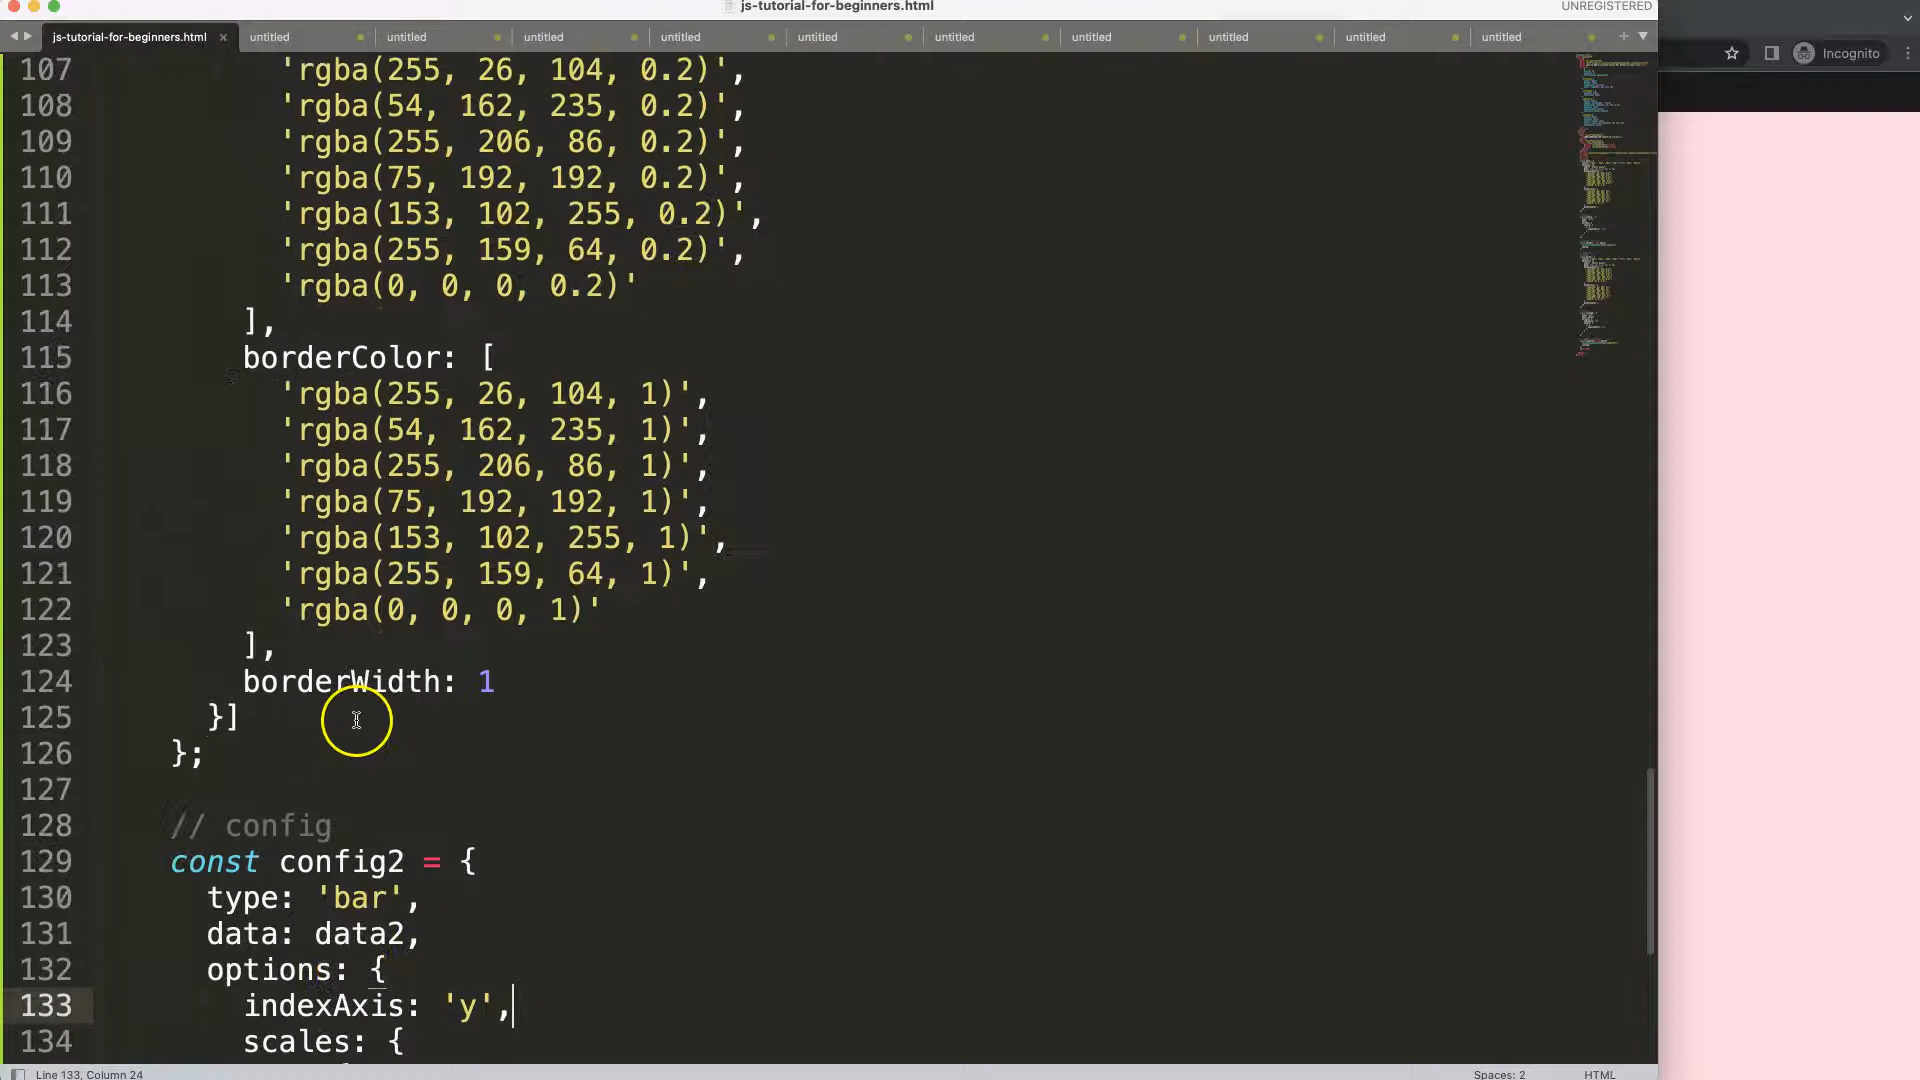 js-tutorial-for-beginners.html
UNREGISTERED
js-tutorial-for-beginners.html × untitled untitled untitled untitled untitled untitled untitled untitled untitled untitled
Incognito
107 'rgba(255, 26, 104, 0.2)',
108 'rgba(54, 162, 235, 0.2)',
109 'rgba(255, 206, 86, 0.2)',
110 'rgba(75, 192, 192, 0.2)',
111 'rgba(153, 102, 255, 0.2)',
112 'rgba(255, 159, 64, 0.2)',
113 'rgba(0, 0, 0, 0.2)'
114 ],
115 borderColor: [
116 'rgba(255, 26, 104, 1)',
117 'rgba(54, 162, 235, 1)',
118 'rgba(255, 206, 86, 1)',
119 'rgba(75, 192, 192, 1)',
120 'rgba(153, 102, 255, 1)',
121 'rgba(255, 159, 64, 1)',
122 'rgba(0, 0, 0, 1)'
123 ],
124 borderWidth: 1
125 }]
126 };
127
128 // config
129 const config2 = {
130 type: 'bar',
131 data: data2,
132 options: {
133 indexAxis: 'y',
134 scales: {
Line 133, Column 24
Spaces: 2
HTML